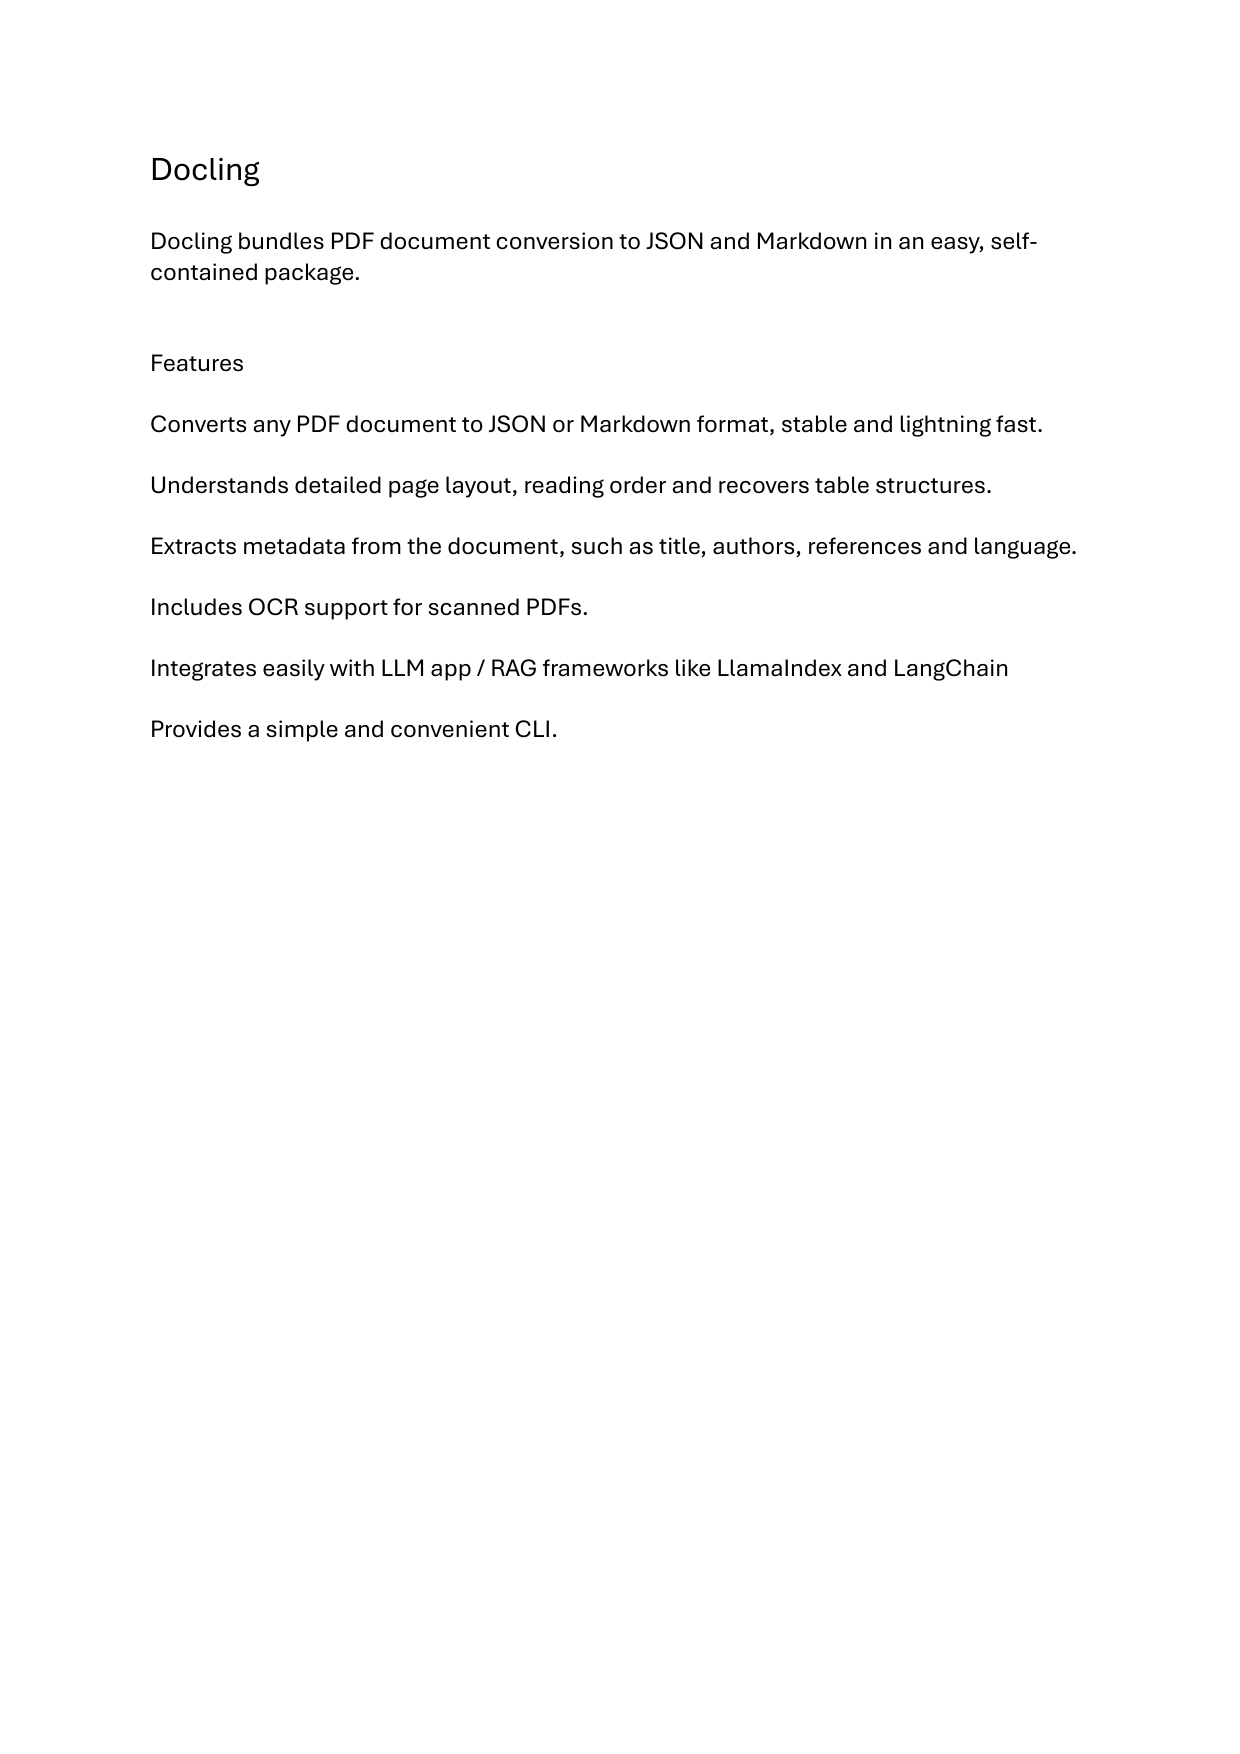 Docling
Docling bundles PDF document conversion to JSON and Markdown in an easy, self-
contained package.
Features
Converts any PDF document to JSON or Markdown format, stable and lightning fast.
Understands detailed page layout, reading order and recovers table structures.
Extracts metadata from the document, such as title, authors, references and language.
Includes OCR support for scanned PDFs.
Integrates easily with LLM app / RAG frameworks like LlamaIndex and LangChain
Provides a simple and convenient CLI.